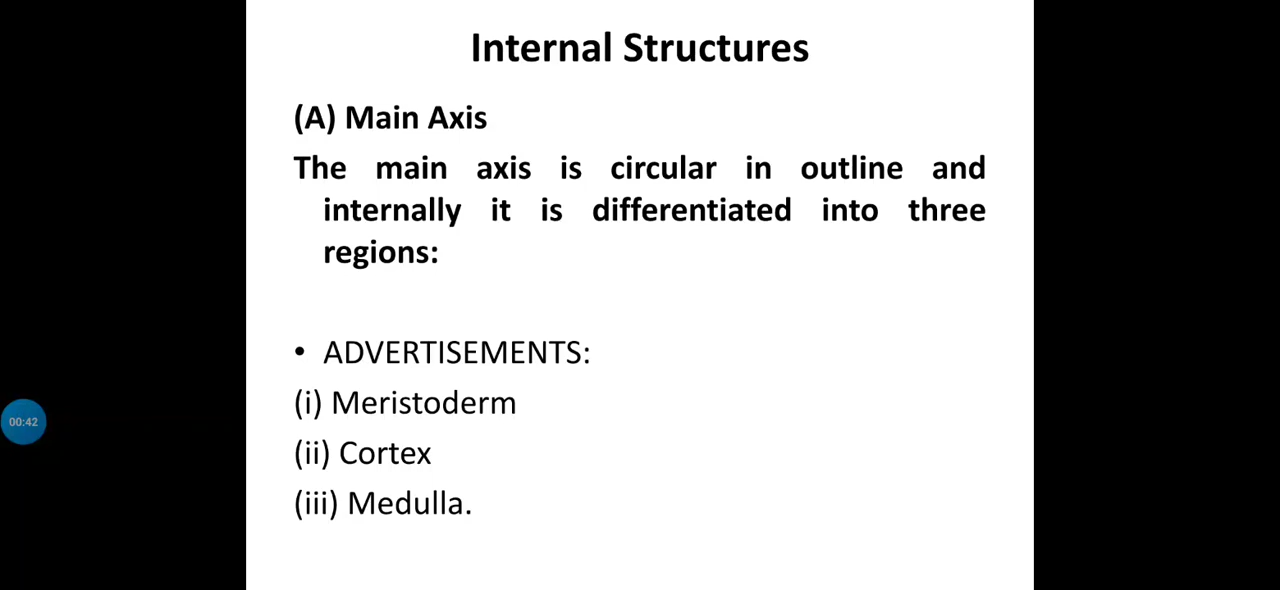 Internal Structures
(A) Main Axis
The main axis is circular in outline and
internally it is differentiated into three
regions:
• ADVERTISEMENTS:
(i) Meristoderm
00:42
(ii) Cortex
(iii) Medulla.